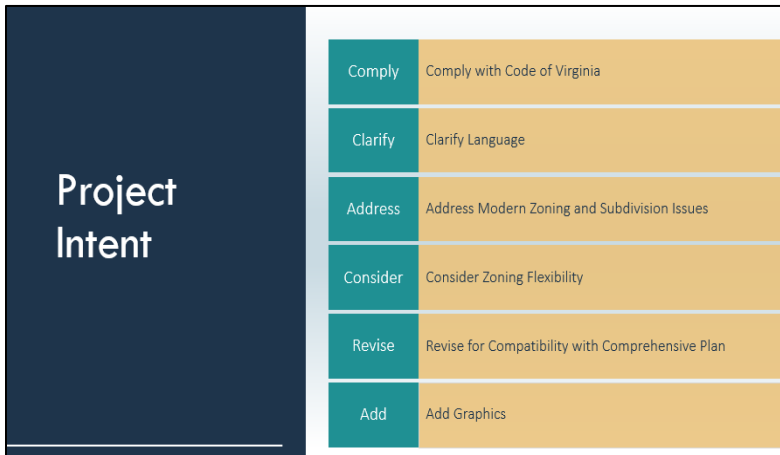 Project
Intent
Comply
Comply with Code of Virginia
Clarify
Clarify Language
Address
Address Modern Zoning and Subdivision Issues
Consider
Consider Zoning Flexibility
Revise
Revise for Compatibility with Comprehensive Plan
Add
Add Graphics